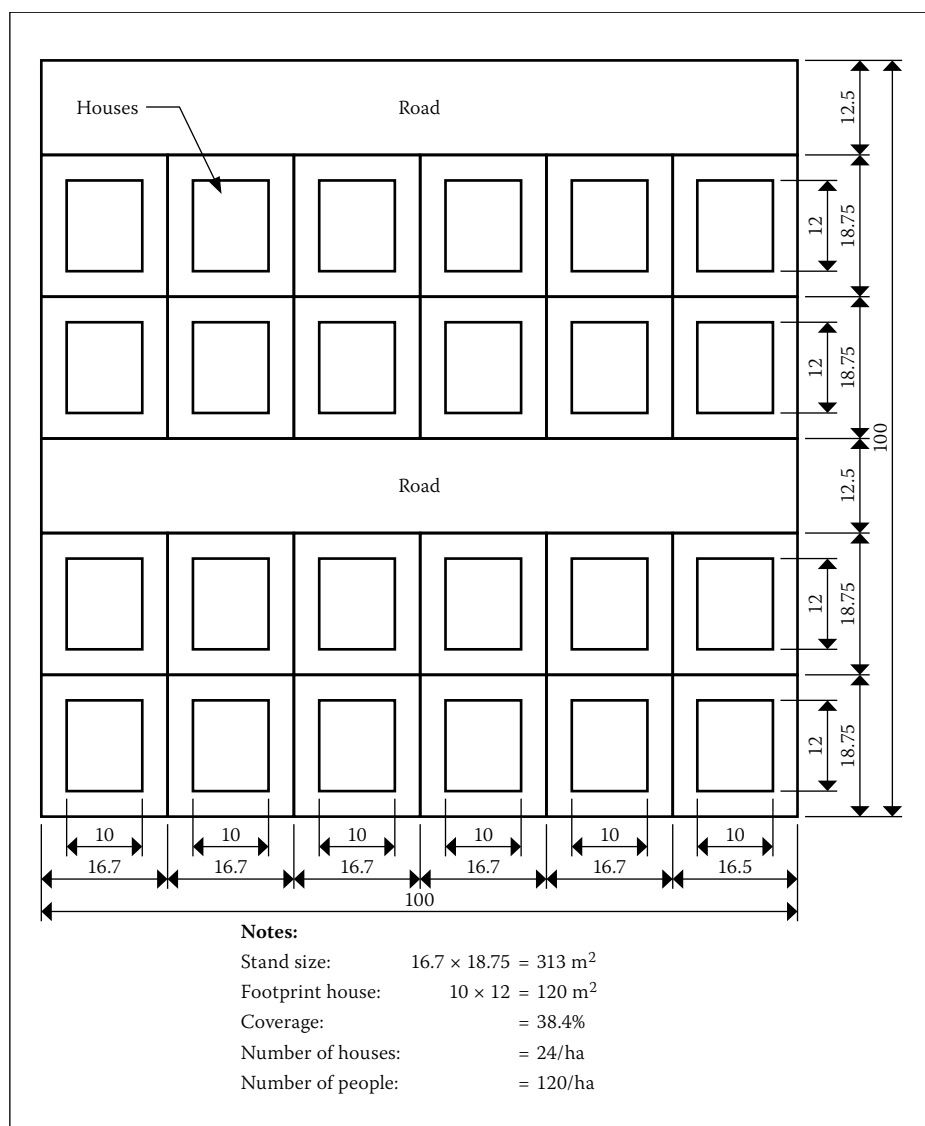 Houses
Road
12.5
12
18.75
12
18.75
100
Road
12.5
12
18.75
12
18.75
10 10 10 10 10 10
16.7 16.7 16.7 16.7 16.7 16.5
100
Notes:
Stand size: 16.7 × 18.75 = 313 m²
Footprint house: 10 × 12 = 120 m²
Coverage: = 38.4%
Number of houses: = 24/ha
Number of people: = 120/ha